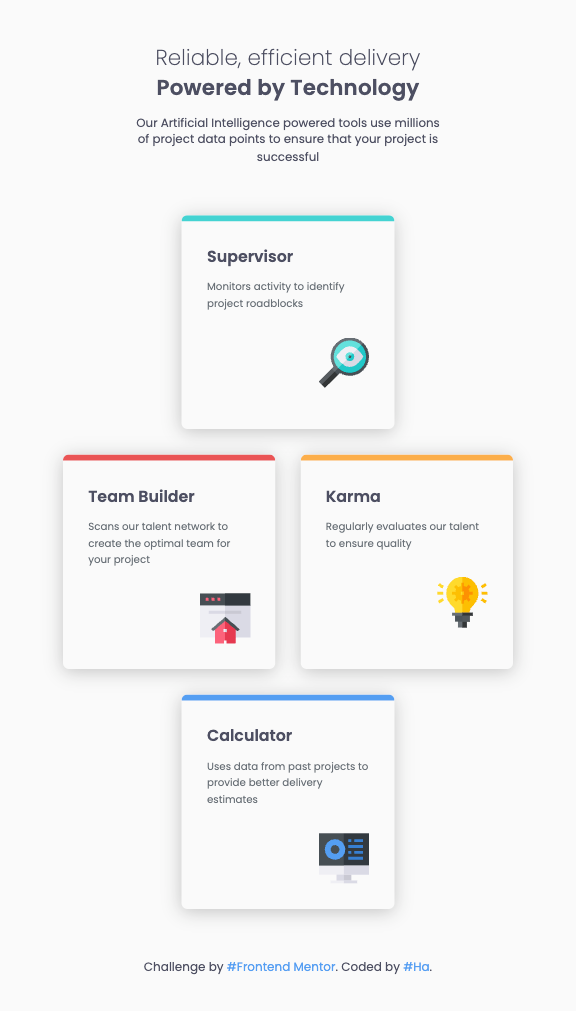 Reliable, efficient delivery
Powered by Technology
Our Artificial Intelligence powered tools use millions
of project data points to ensure that your project is
successful
Supervisor
Monitors activity to identify
project roadblocks
Team Builder
Scans our talent network to
create the optimal team for
your project
Karma
Regularly evaluates our talent
to ensure quality
Calculator
Uses data from past projects to
provide better delivery
estimates
Challenge by #Frontend Mentor. Coded by #Ha.